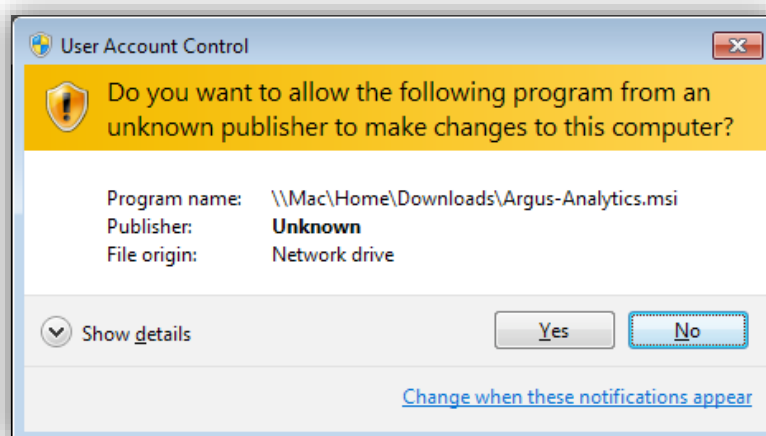 User Account Control
Do you want to allow the following program from an
unknown publisher to make changes to this computer?
Program name: \\Mac\Home\Downloads\Argus-Analytics.msi
Publisher: Unknown
File origin: Network drive
Show details
Yes
No
Change when these notifications appear